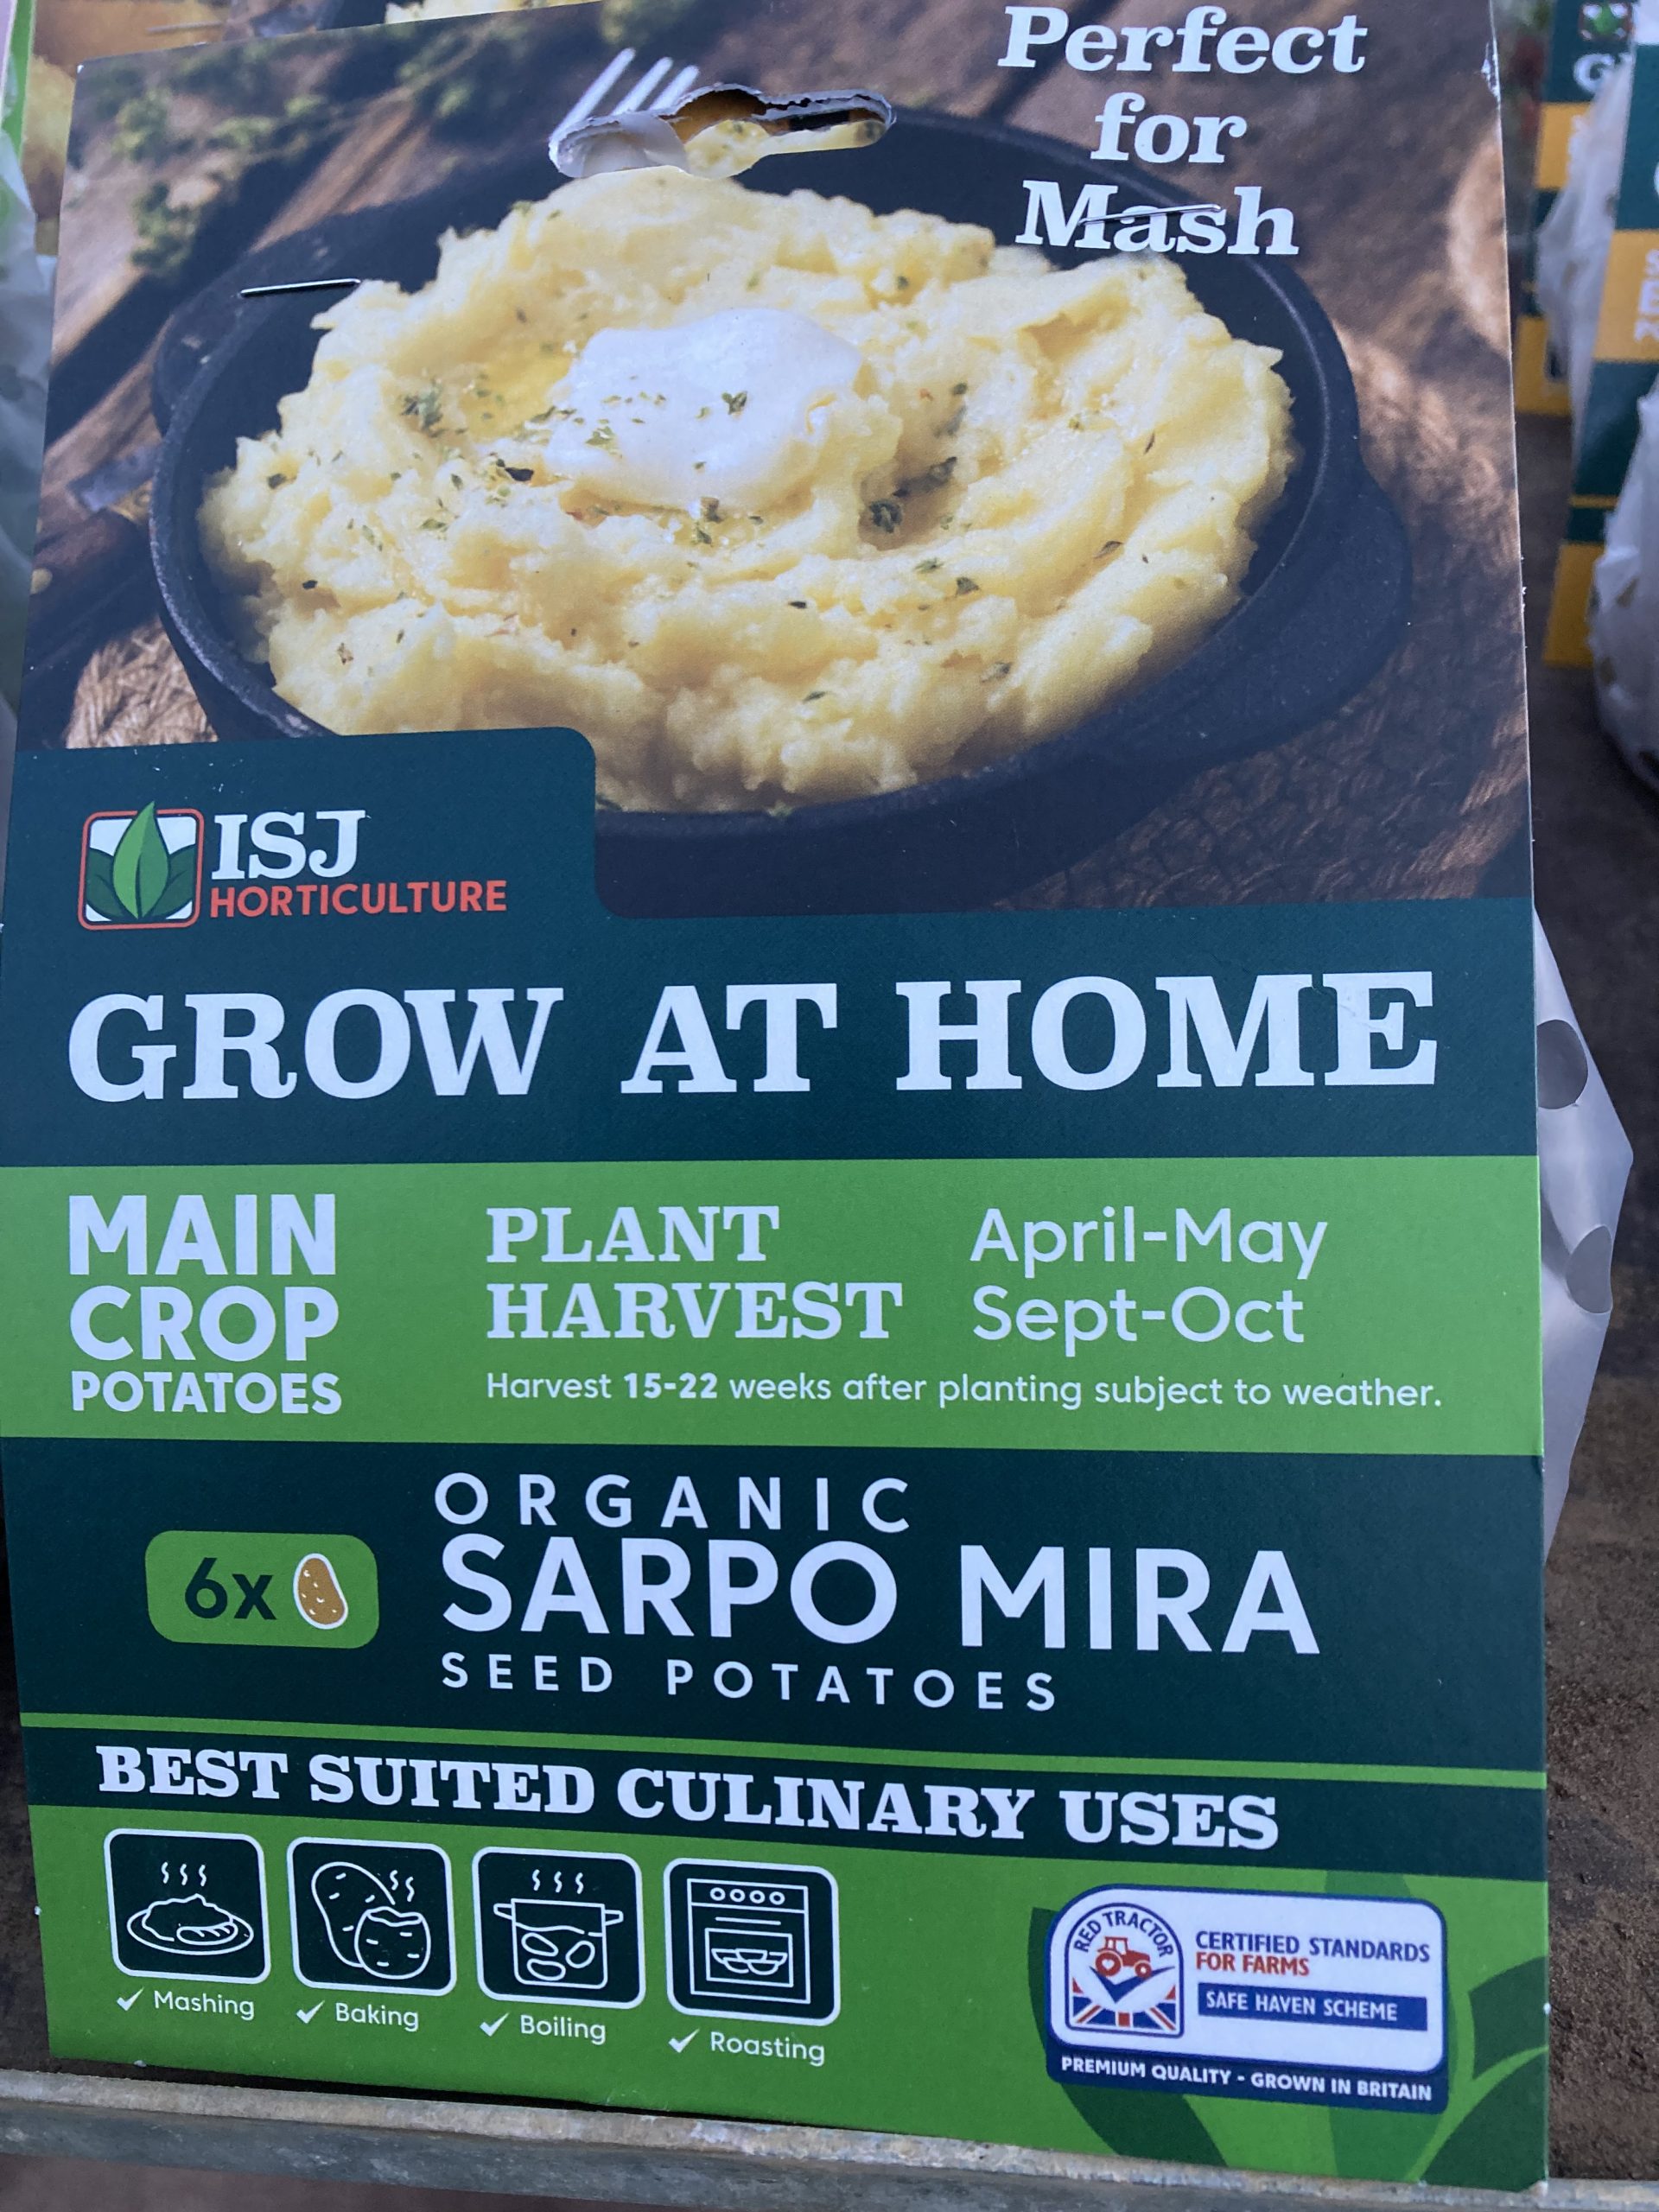 Perfect
for
Mash
ISJ
HORTICULTURE
GROW AT HOME
MAIN
CROP
POTATOES
PLANT April-May
HARVEST Sept-Oct
Harvest 15-22 weeks after planting subject to weather.
ORGANIC
6x
SARPO MIRA
SEED POTATOES
BEST SUITED CULINARY USES
Mashing
Baking
Boiling
Roasting
RED TRACTOR
CERTIFIED STANDARDS
FOR FARMS
SAFE HAVEN SCHEME
PREMIUM QUALITY - GROWN IN BRITAIN